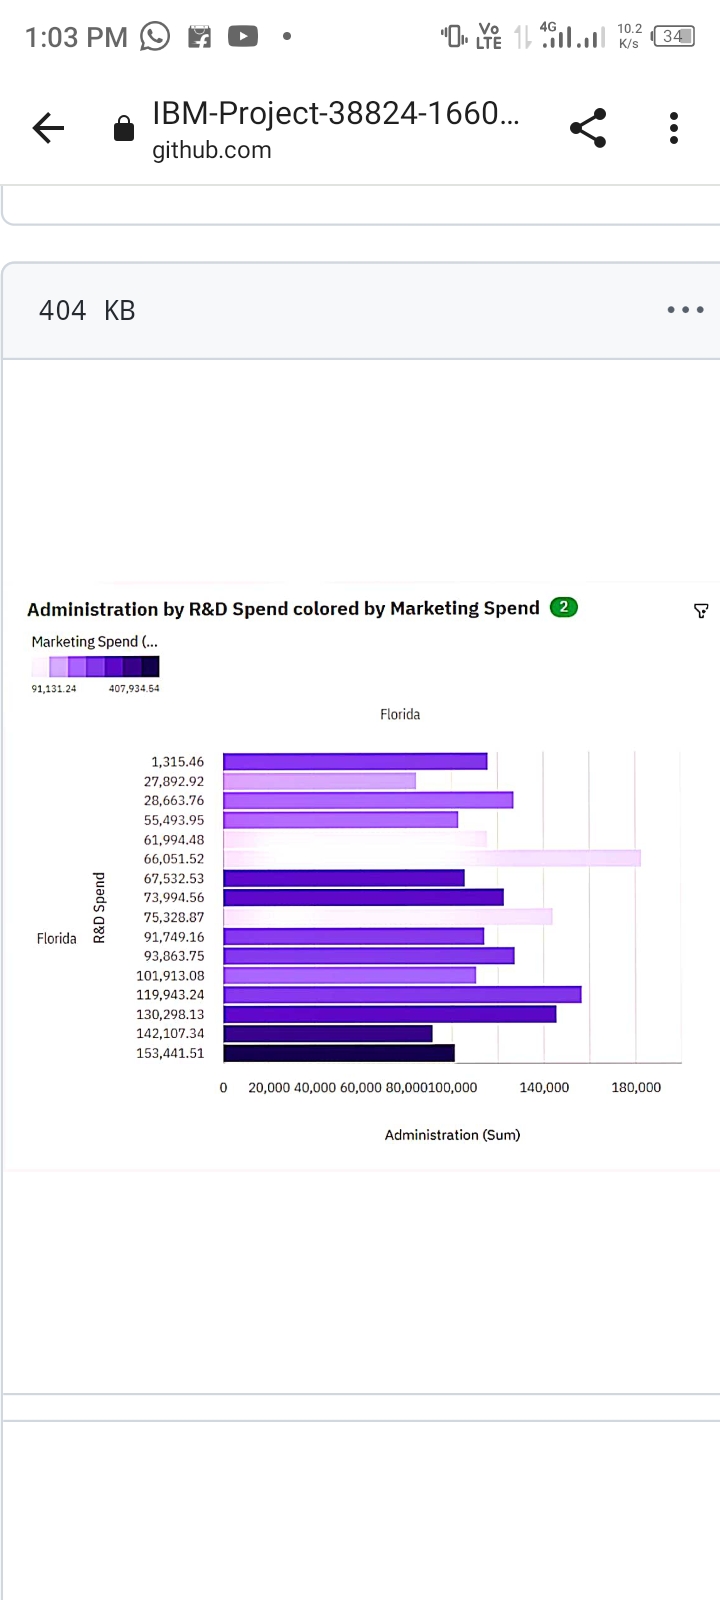 1:03 PM
Vo
LTE
4G
10.2
K/s
34
IBM-Project-38824-1660...
github.com
404 KB
Administration by R&D Spend colored by Marketing Spend 2
Marketing Spend (...
91,131.24 407,934.54
Florida
1,315.46
27,892.92
28,663.76
55,493.95
61,994.48
66,051.52
67,532.53
73,994.56
75,328.87
91,749.16
93,863.75
101,913.08
119,943.24
130,298.13
142,107.34
153,441.51
R&D Spend
Florida
0 20,000 40,000 60,000 80,000100,000 140,000 180,000
Administration (Sum)